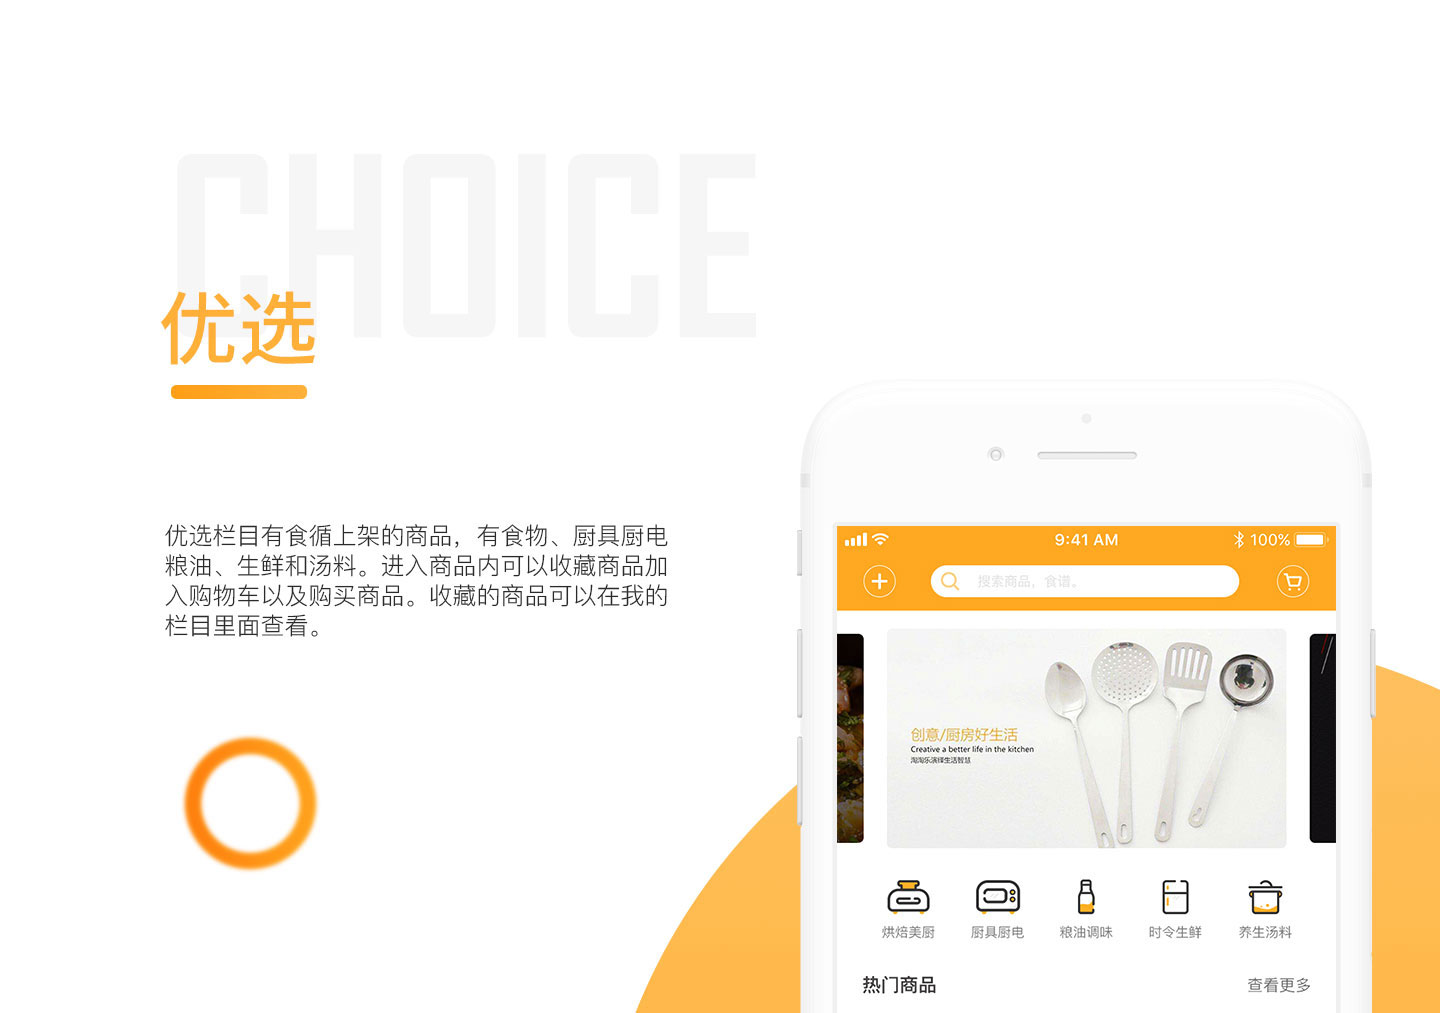 CHOICE
优选
优选栏目有食循上架的商品，有食物、厨具厨电
粮油、生鲜和汤料。进入商品内可以收藏商品加
入购物车以及购买商品。收藏的商品可以在我的
栏目里面查看。
9:41 AM
100%
搜索商品，食谱。
创意/厨房好生活
Creative a better life in the kitchen
淘淘乐演绎生活智慧
烘焙美厨
厨具厨电
粮油调味
时令生鲜
养生汤料
热门商品
查看更多